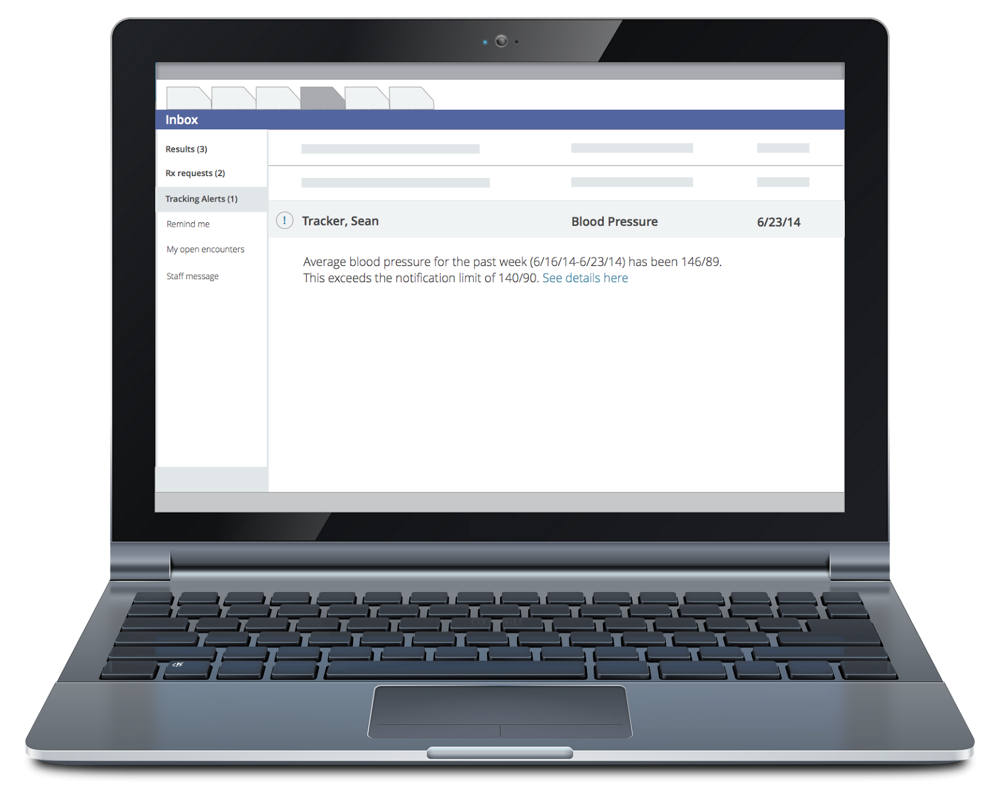 Inbox
Results (3)
Rx requests (2)
Tracking Alerts (1)
Remind me
My open encounters
Staff message
Tracker, Sean
Blood Pressure
6/23/14
Average blood pressure for the past week (6/16/14-6/23/14) has been 146/89.
This exceeds the notification limit of 140/90. See details here